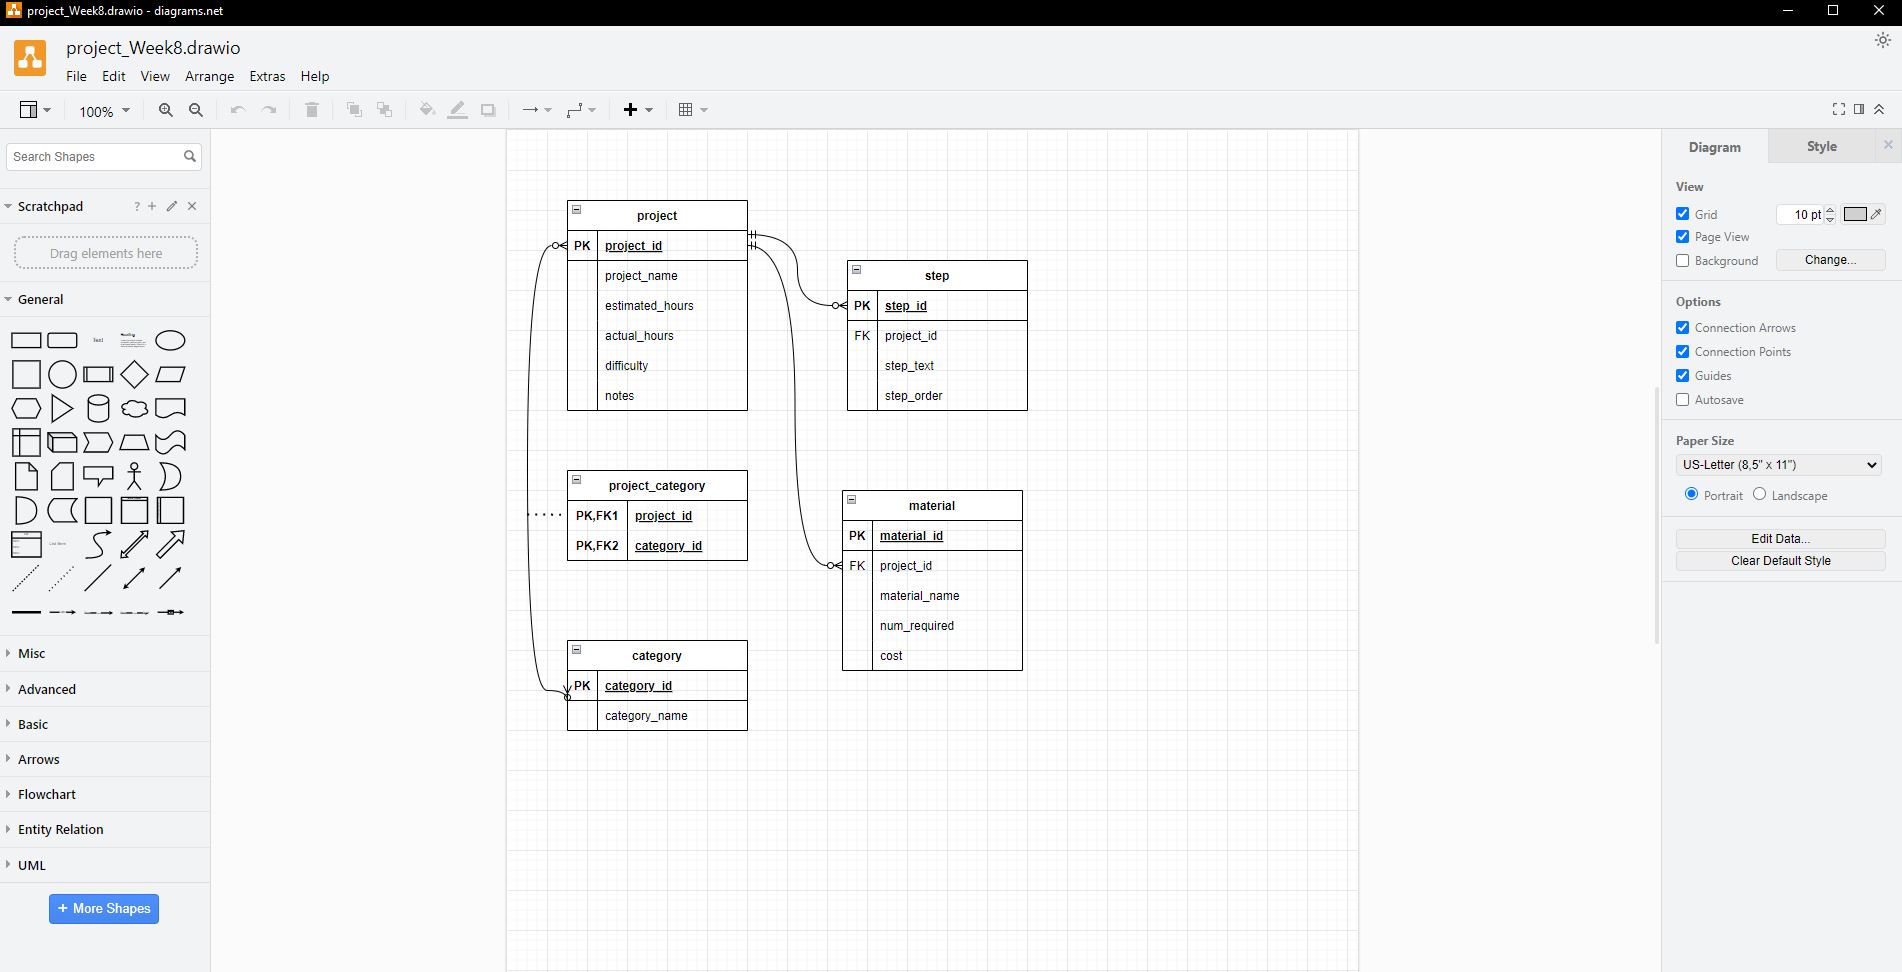 project_Week8.drawio - diagrams.net
project_Week8.drawio
File Edit View Arrange Extras Help
100%
Search Shapes
Scratchpad
?
Drag elements here
General
Text
Heading
Misc
Advanced
Basic
Arrows
Flowchart
Entity Relation
UML
+ More Shapes
project
PK project_id
project_name
estimated_hours
actual_hours
difficulty
notes
step
PK step_id
FK project_id
step_text
step_order
project_category
PK,FK1 project_id
PK,FK2 category_id
material
PK material_id
FK project_id
material_name
num_required
cost
category
PK category_id
category_name
Diagram Style
View
Grid 10 pt
Page View
Background Change...
Options
Connection Arrows
Connection Points
Guides
Autosave
Paper Size
US-Letter (8,5" x 11")
Portrait Landscape
Edit Data...
Clear Default Style